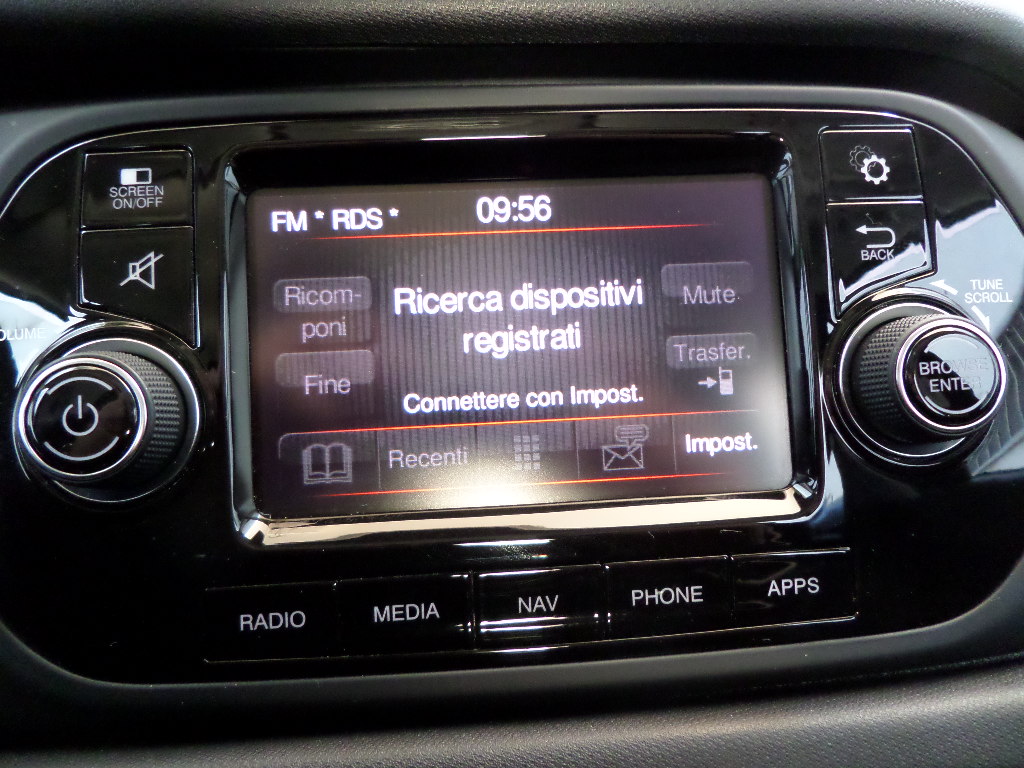 SCREEN
ON/OFF
FM * RDS *
09:56
BACK
TUNE
SCROLL
Ricom-
poni
Ricerca dispositivi
registrati
Mute
Trasfer.
Fine
Connettere con Impost.
BROWSE
ENTER
Recenti
Impost.
RADIO
MEDIA
NAV
PHONE
APPS